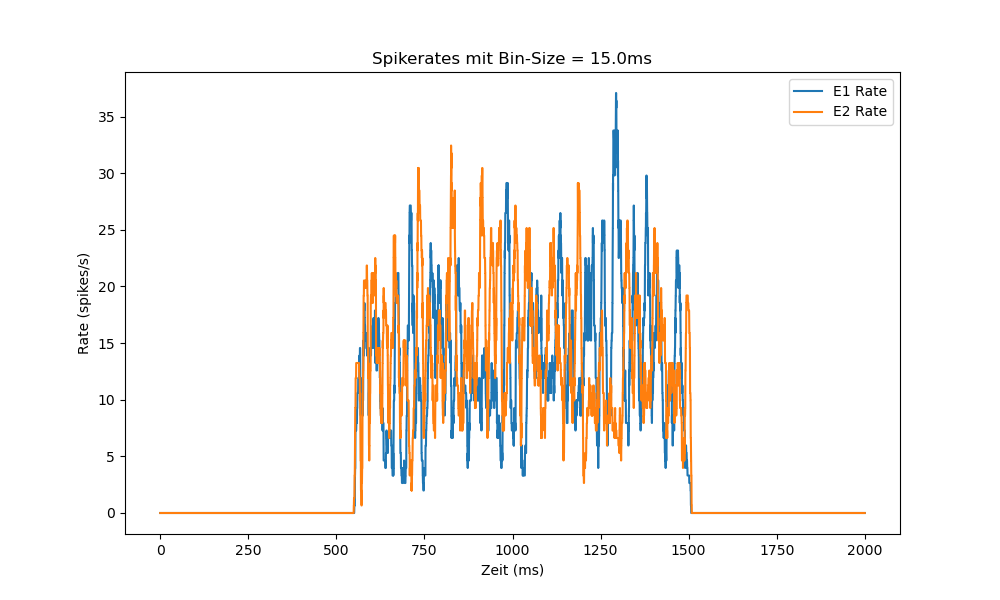 Spikerates mit Bin-Size = 15.0ms
E1 Rate
E2 Rate
35
30
25
20
15
10
5
0
Rate (spikes/s)
0 250 500 750 1000 1250 1500 1750 2000
Zeit (ms)